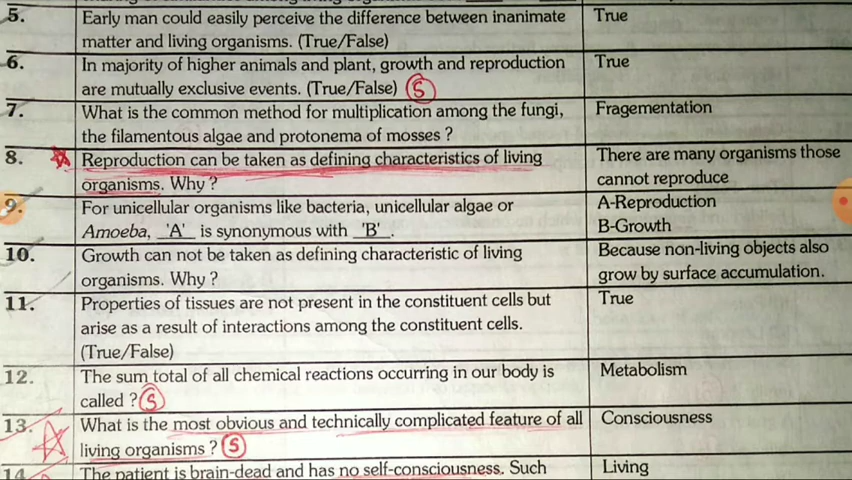 5. Early man could easily perceive the difference between inanimate True
matter and living organisms. (True/False)
6. In majority of higher animals and plant, growth and reproduction True
are mutually exclusive events. (True/False) S
7. What is the common method for multiplication among the fungi, Fragementation
the filamentous algae and protonema of mosses ?
8. Reproduction can be taken as defining characteristics of living There are many organisms those
organisms. Why ? cannot reproduce
9. For unicellular organisms like bacteria, unicellular algae or A-Reproduction
Amoeba, 'A' is synonymous with 'B'. B-Growth
10. Growth can not be taken as defining characteristic of living Because non-living objects also
organisms. Why ? grow by surface accumulation.
11. Properties of tissues are not present in the constituent cells but True
arise as a result of interactions among the constituent cells.
(True/False)
12. The sum total of all chemical reactions occurring in our body is Metabolism
called ? S
13. What is the most obvious and technically complicated feature of all Consciousness
living organisms ? S
14 The patient is brain-dead and has no self-consciousness. Such Living